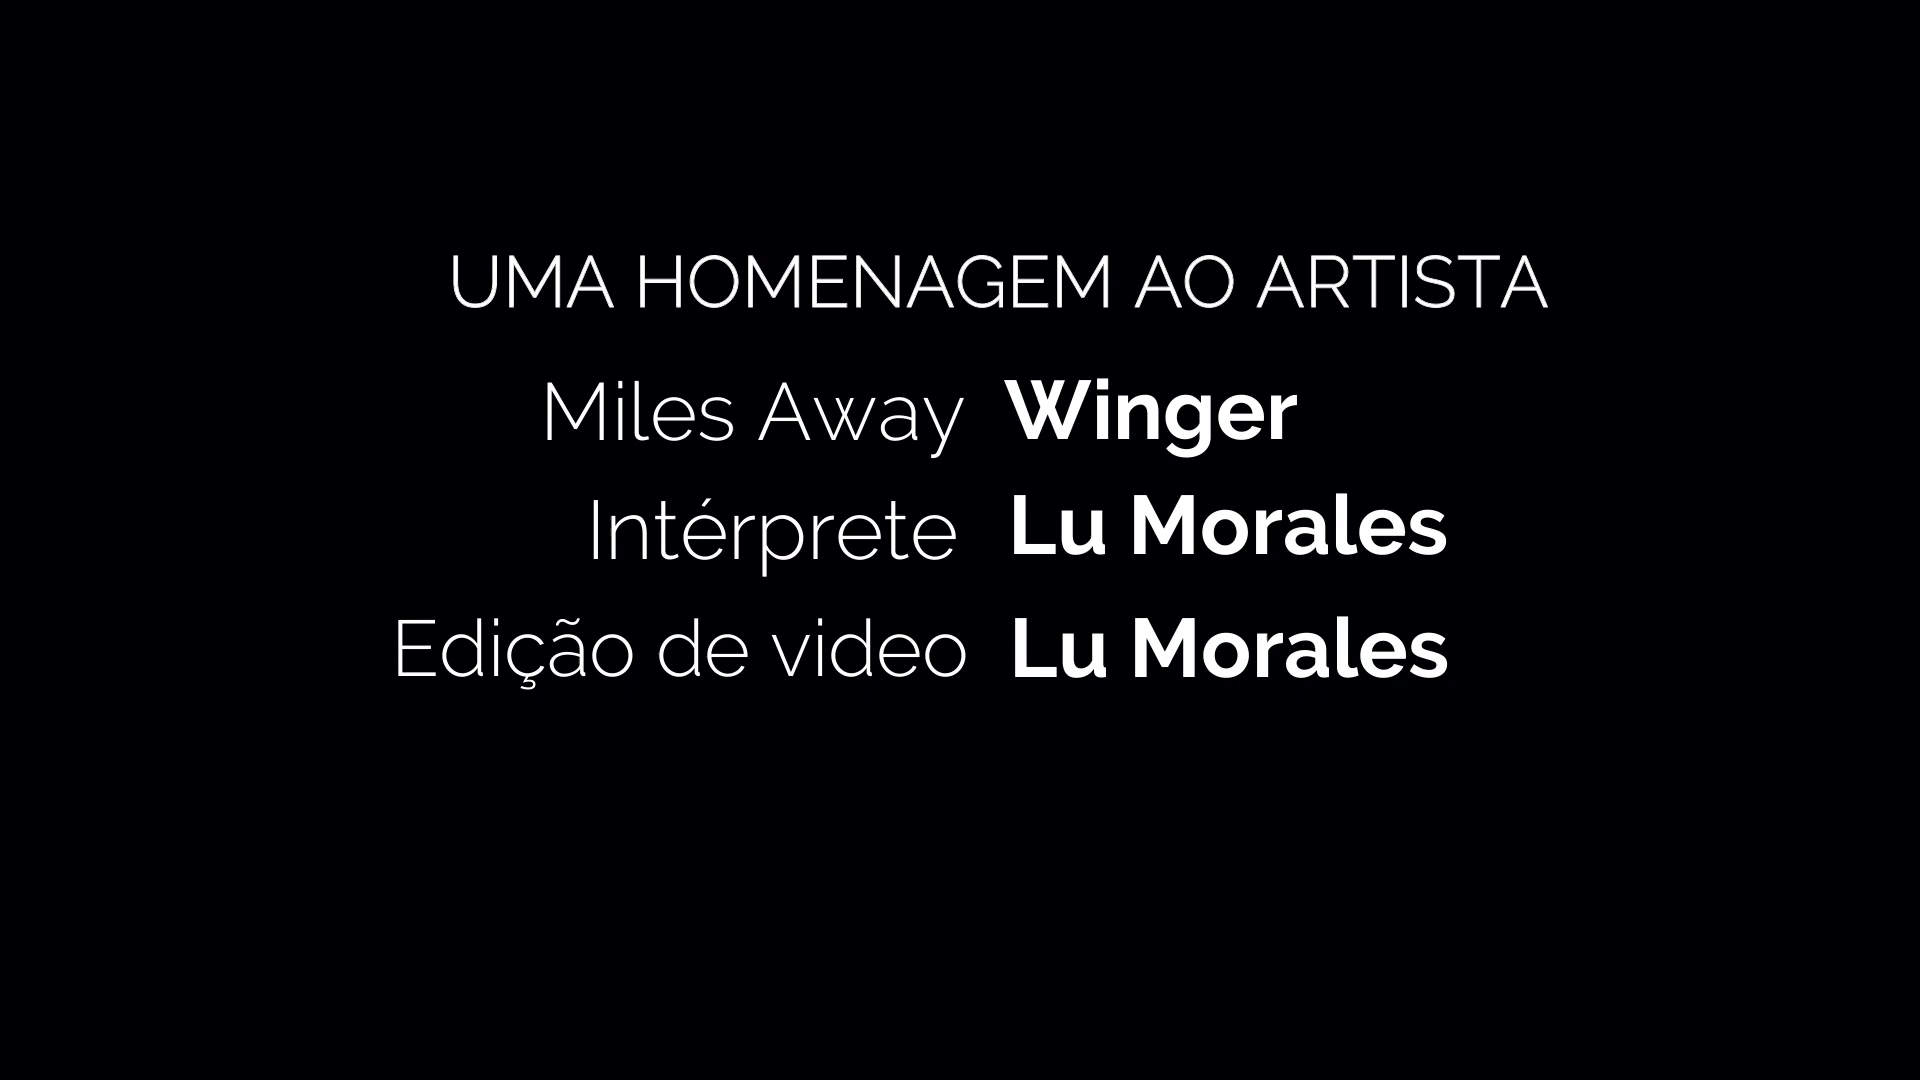 UMA HOMENAGEM AO ARTISTA
Miles Away Winger
Intérprete Lu Morales
Edição de video Lu Morales